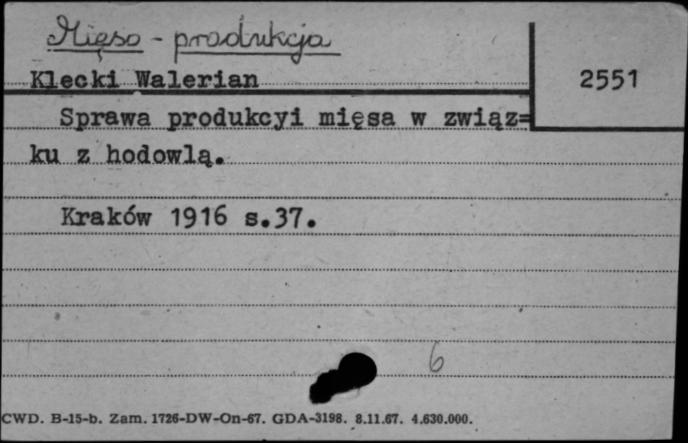 Mięso - produkcja
Klecki Walerian
2551
Sprawa produkcyi mięsa w związ=
ku z hodowlą.
Kraków 1916 s.37.
6
CWD. B-15-b. Zam. 1726-DW-On-67. GDA-3198. 8.11.67. 4.630.000.